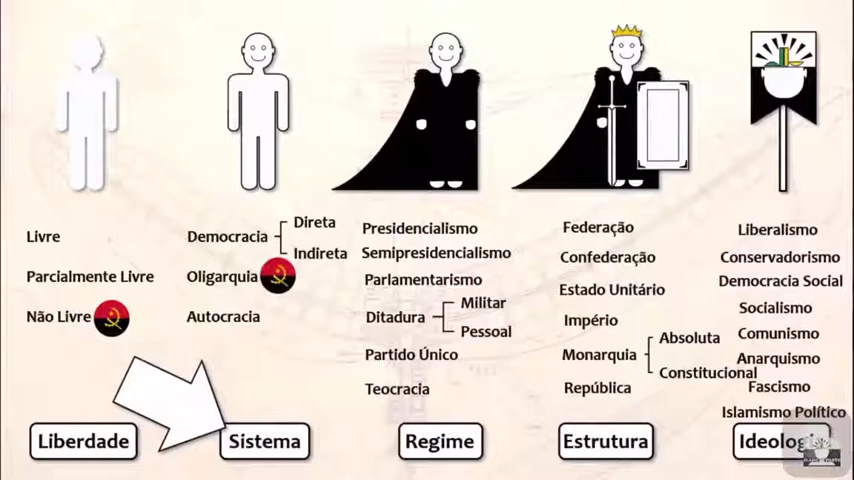 Livre
Parcialmente Livre
Não Livre
Liberdade
Democracia
Direta
Indireta
Oligarquia
Autocracia
Sistema
Presidencialismo
Semipresidencialismo
Parlamentarismo
Ditadura
Militar
Pessoal
Partido Único
Teocracia
Regime
Federação
Confederação
Estado Unitário
Império
Monarquia
Absoluta
Constitucional
República
Estrutura
Liberalismo
Conservadorismo
Democracia Social
Socialismo
Comunismo
Anarquismo
Fascismo
Islamismo Político
Ideologia